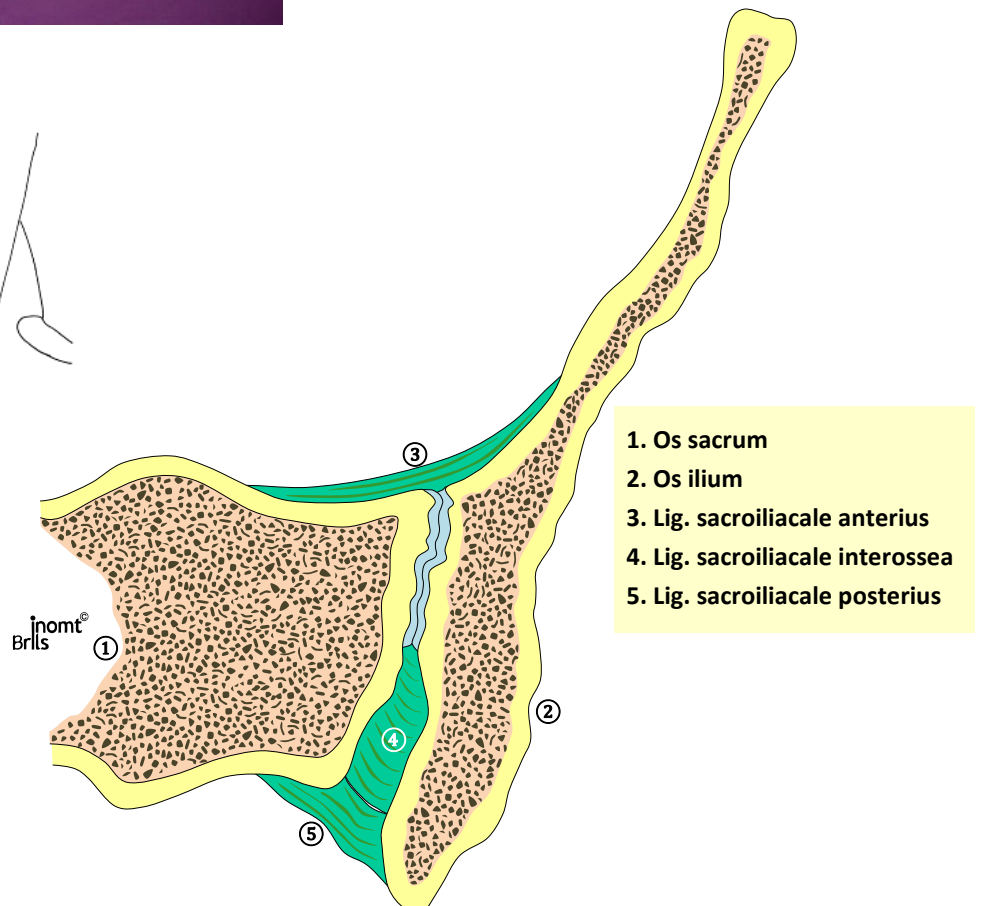 ③
1. Os sacrum
2. Os ilium
3. Lig. sacroiliacale anterius
4. Lig. sacroiliacale interossea
5. Lig. sacroiliacale posterius
inomt©
Brils
①
②
④
⑤